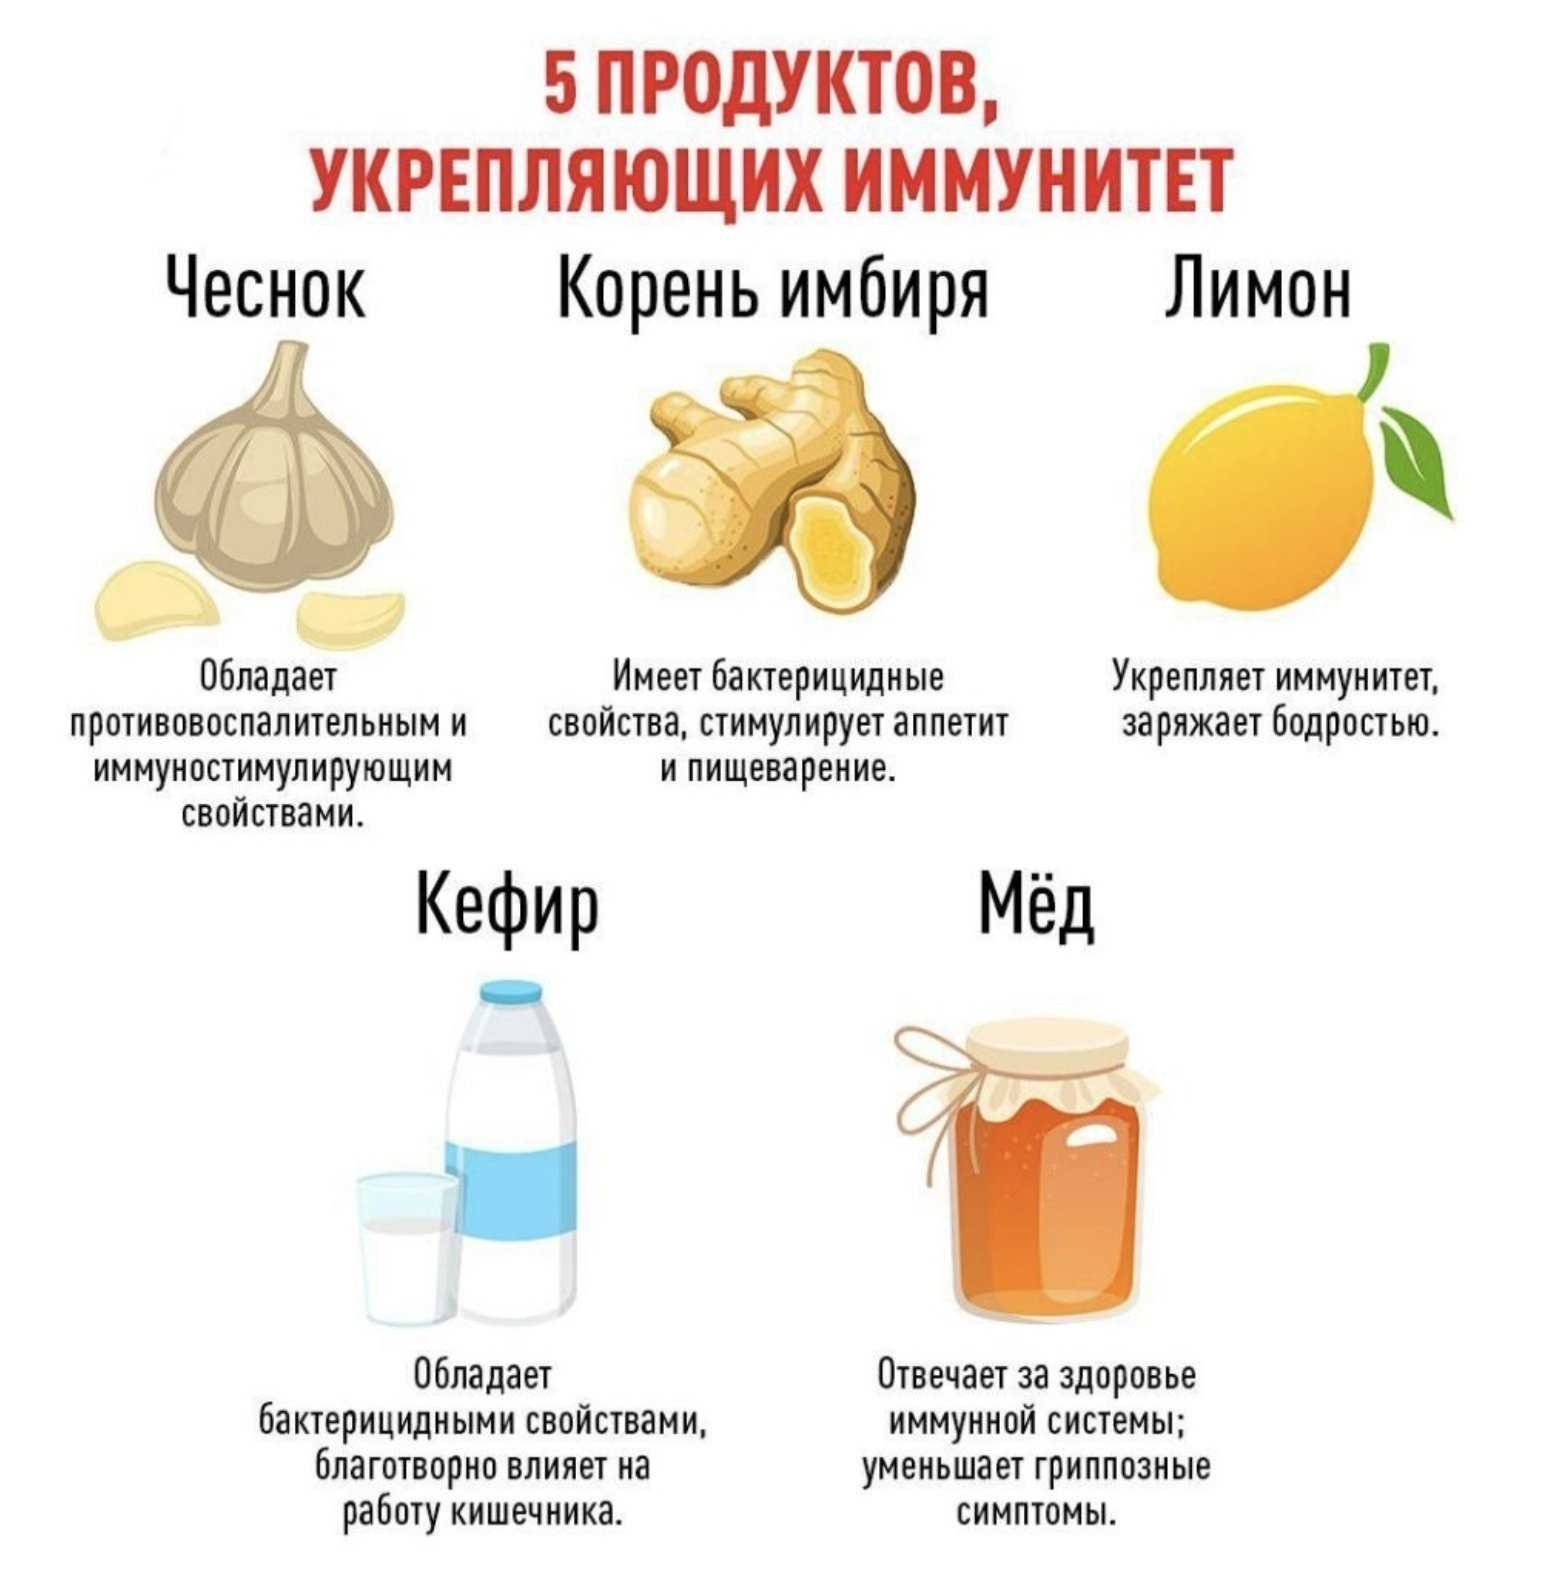 5 ПРОДУКТОВ,
УКРЕПЛЯЮЩИХ ИММУНИТЕТ
Чеснок
Обладает
противовоспалительным и
иммуностимулирующим
свойствами.
Корень имбиря
Имеет бактерицидные
свойства, стимулирует аппетит
и пищеварение.
Лимон
Укрепляет иммунитет,
заряжает бодростью.
Кефир
Обладает
бактерицидными свойствами,
благотворно влияет на
работу кишечника.
Мёд
Отвечает за здоровье
иммунной системы;
уменьшает гриппозные
симптомы.